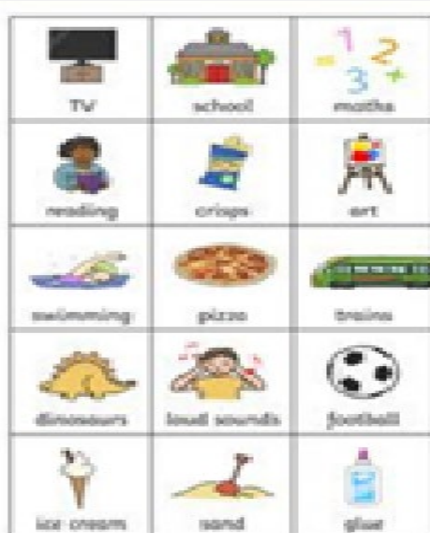 TV school maths
reading crisps art
swimming pizza trains
dinosaurs loud sounds football
ice cream sand glue